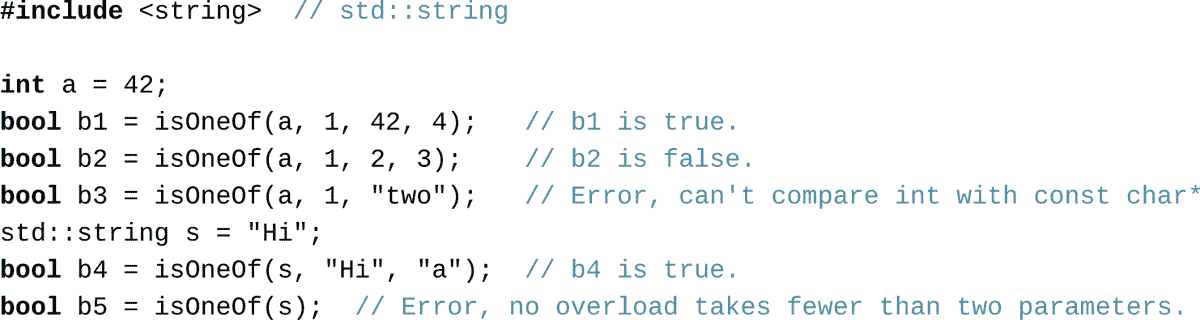 #include <string>  // std::string
int a = 42;
bool b1 = isOneOf(a, 1, 42, 4);   // b1 is true.
bool b2 = isOneOf(a, 1, 2, 3);    // b2 is false.
bool b3 = isOneOf(a, 1, "two");   // Error, can't compare int with const char*
std::string s = "Hi";
bool b4 = isOneOf(s, "Hi", "a");  // b4 is true.
bool b5 = isOneOf(s);  // Error, no overload takes fewer than two parameters.